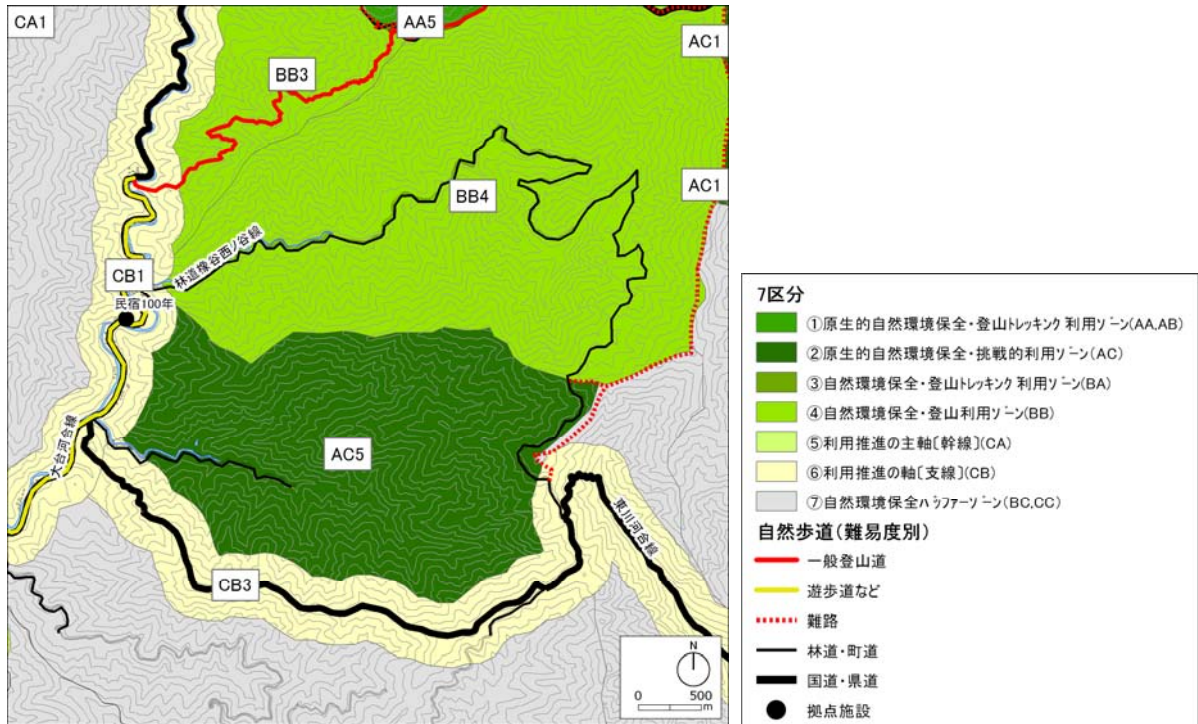 CA1
AA5
AC1
BB3
BB4
AC1
林道橡谷西ノ谷線
CB1
民宿100年
大台河合線
AC5
東川河合線
CB3
N
0 500
m
7区分
①原生的自然環境保全・登山トレッキング利用ゾーン(AA,AB)
②原生的自然環境保全・挑戦的利用ゾーン(AC)
③自然環境保全・登山トレッキング利用ゾーン(BA)
④自然環境保全・登山利用ゾーン(BB)
⑤利用推進の主軸〔幹線〕(CA)
⑥利用推進の軸〔支線〕(CB)
⑦自然環境保全バッファーゾーン(BC,CC)
自然歩道(難易度別)
一般登山道
遊歩道など
難路
林道・町道
国道・県道
拠点施設